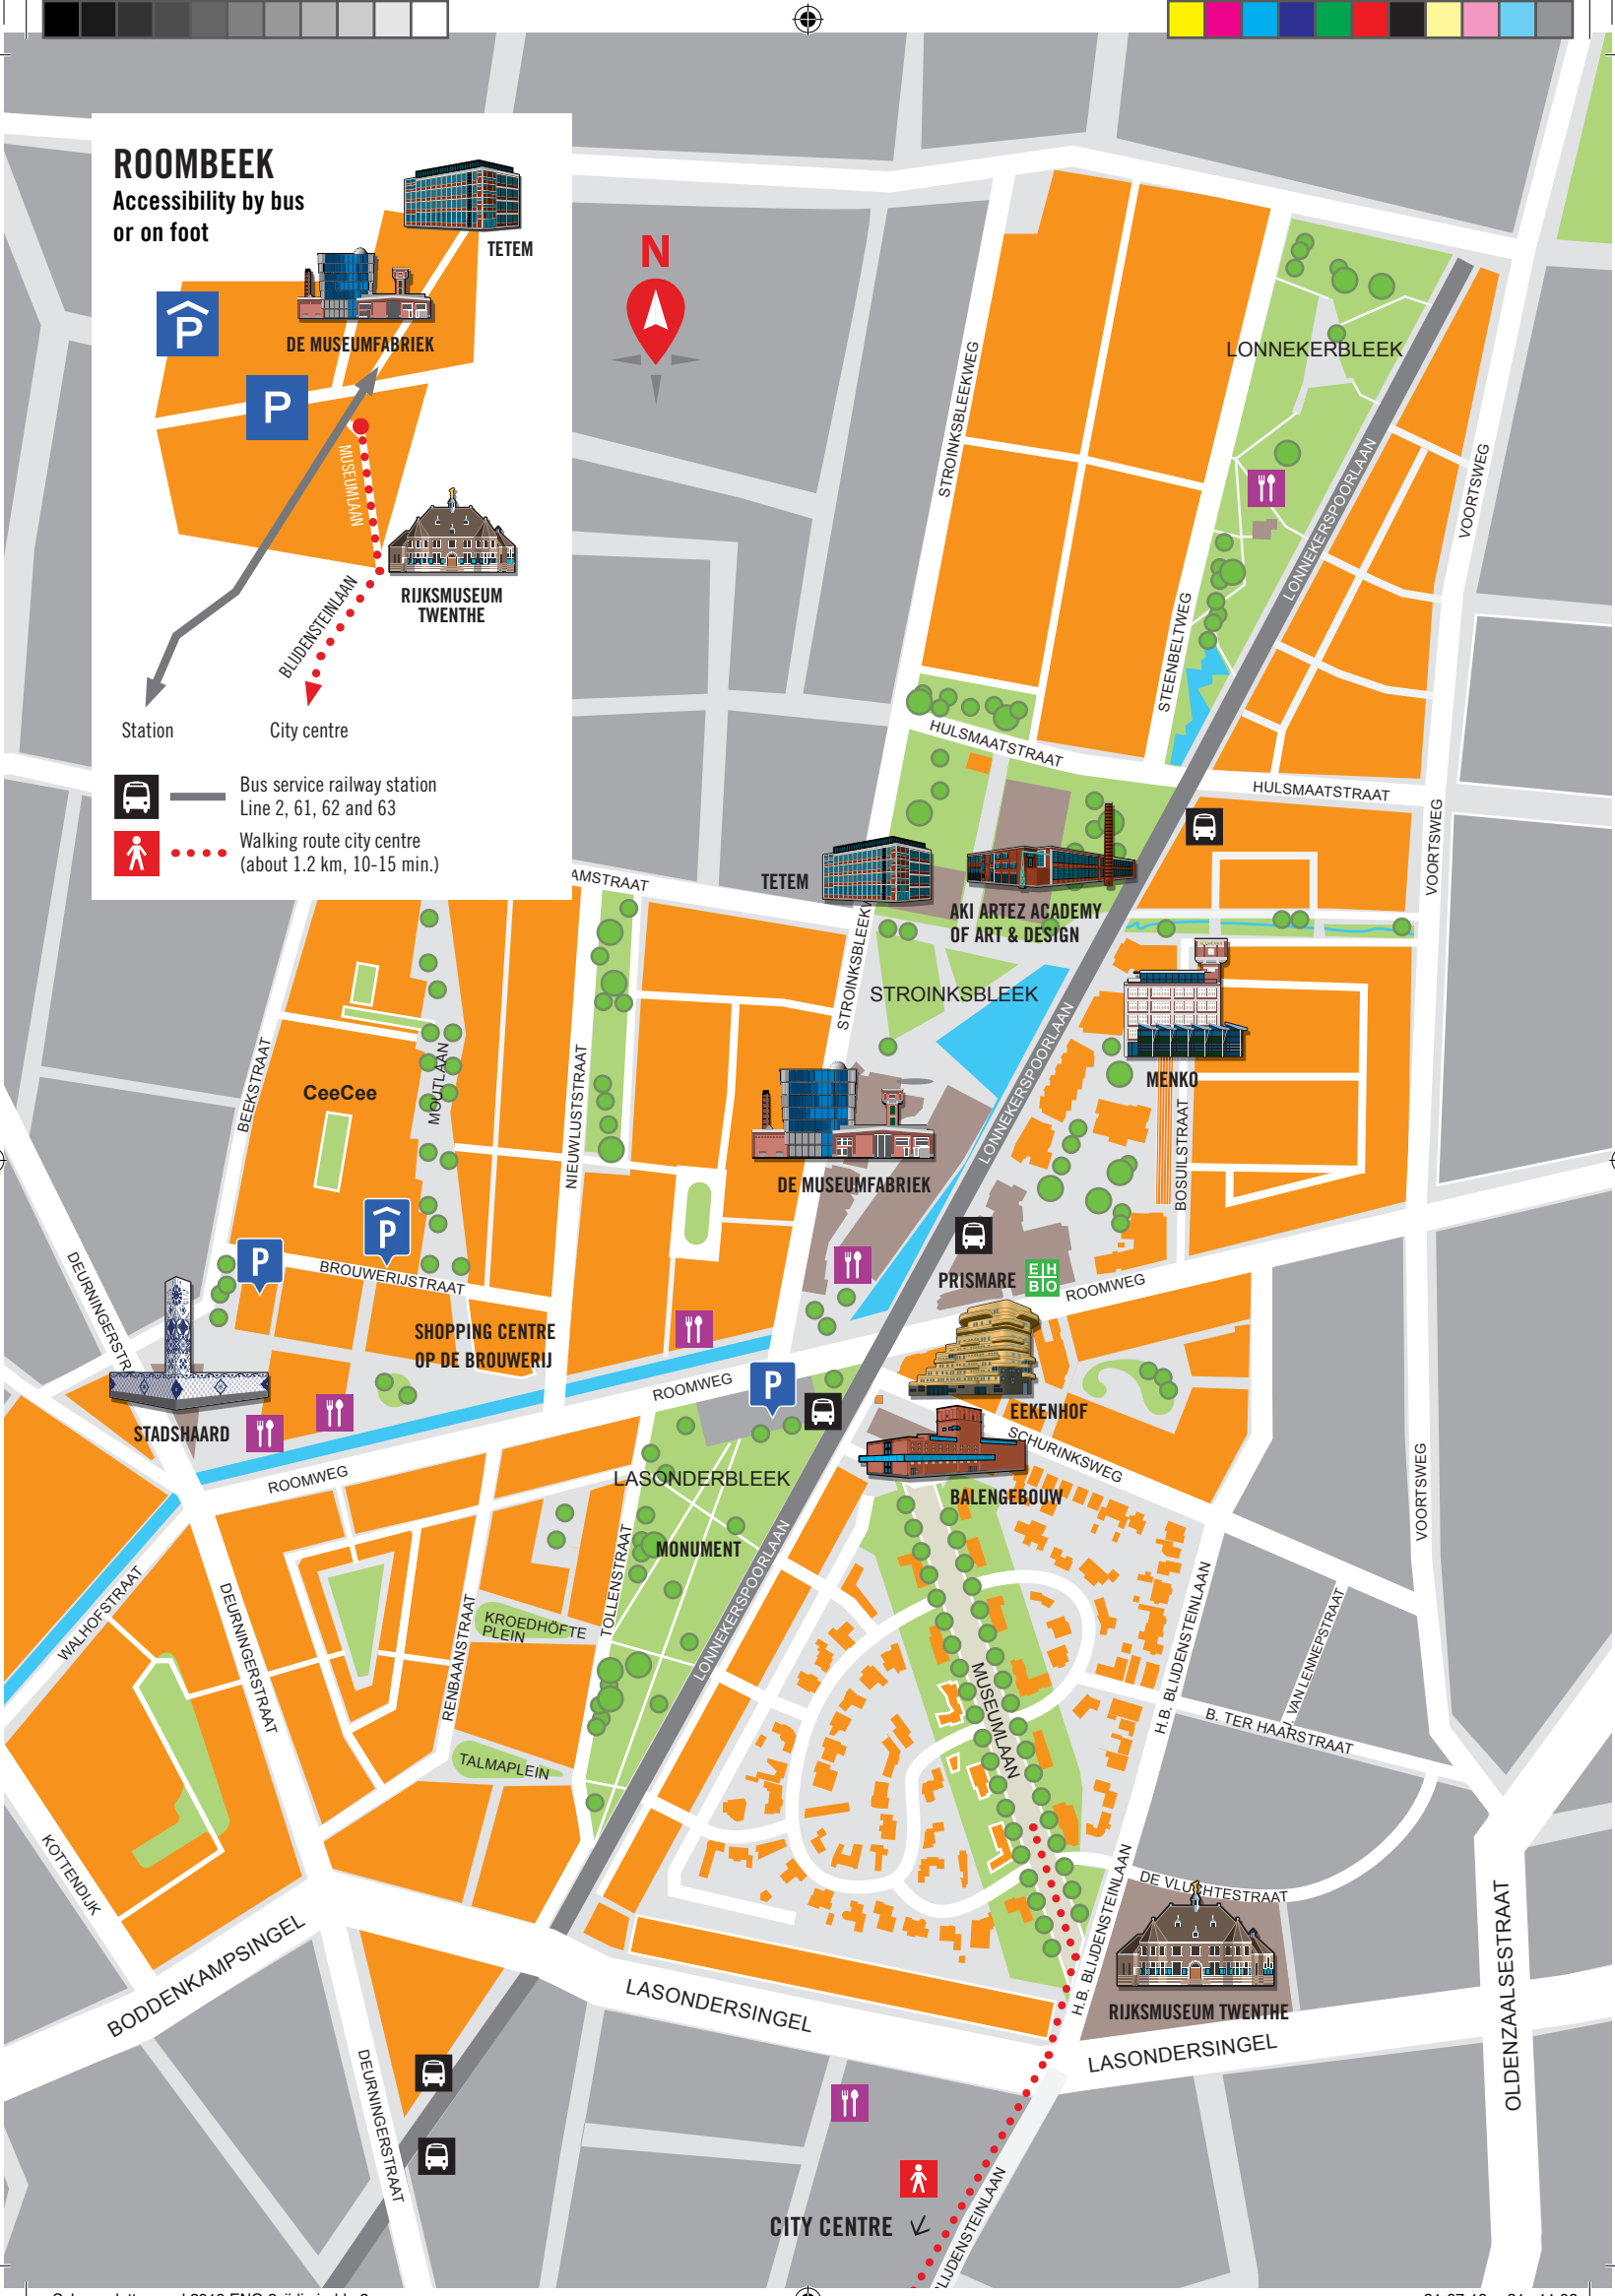 ROOMBEEK
Accessibility by bus
or on foot
TETEM
DE MUSEUMFABRIEK
P
P
MUSEUMLAAN
RIJKSMUSEUM
TWENTHE
BLIJDENSTEINLAAN
Station
City centre
Bus service railway station
Line 2, 61, 62 and 63
Walking route city centre
(about 1.2 km, 10-15 min.)
N
LONNEKERBLEEK
STROINKSBLEEKWEG
VOORTSWEG
LONNEKERSPOORLAAN
STEENBELTWEG
HULSMAATSTRAAT
HULSMAATSTRAAT
VOORTSWEG
AMSTRAAT
TETEM
AKI ARTEZ ACADEMY
OF ART & DESIGN
STROINKSBLEEKW
STROINKSBLEEK
LONNEKERSPOORLAAN
MENKO
BOSUILSTRAAT
BEEKSTRAAT
CeeCee
MOUTLAAN
NIEUWLUSTSTRAAT
DE MUSEUMFABRIEK
P
P
BROUWERIJSTRAAT
DEURNINGERSTR
PRISMARE
EH
BO
ROOMWEG
SHOPPING CENTRE
OP DE BROUWERIJ
STADSHAARD
ROOMWEG
P
EEKENHOF
SCHURINKSWEG
ROOMWEG
LASONDERBLEEK
BALENGEBOUW
VOORTSWEG
MONUMENT
LONNEKERSPOORLAAN
TOLLENSTRAAT
WALHOFSTRAAT
DEURNINGERSTRAAT
RENBAANSTRAAT
KROEDHÖFTE
PLEIN
H.B. BLIJDENSTEINLAAN
VAN LENNEPSTRAAT
MUSEUMLAAN
B. TER HAARSTRAAT
TALMAPLEIN
KOTTENDIJK
DE VLUCHTESTRAAT
H.B. BLIJDENSTEINLAAN
BODDENKAMPSINGEL
LASONDERSINGEL
RIJKSMUSEUM TWENTHE
LASONDERSINGEL
OLDENZAALSESTRAAT
DEURNINGERSTRAAT
CITY CENTRE
LIJDENSTEINLAAN